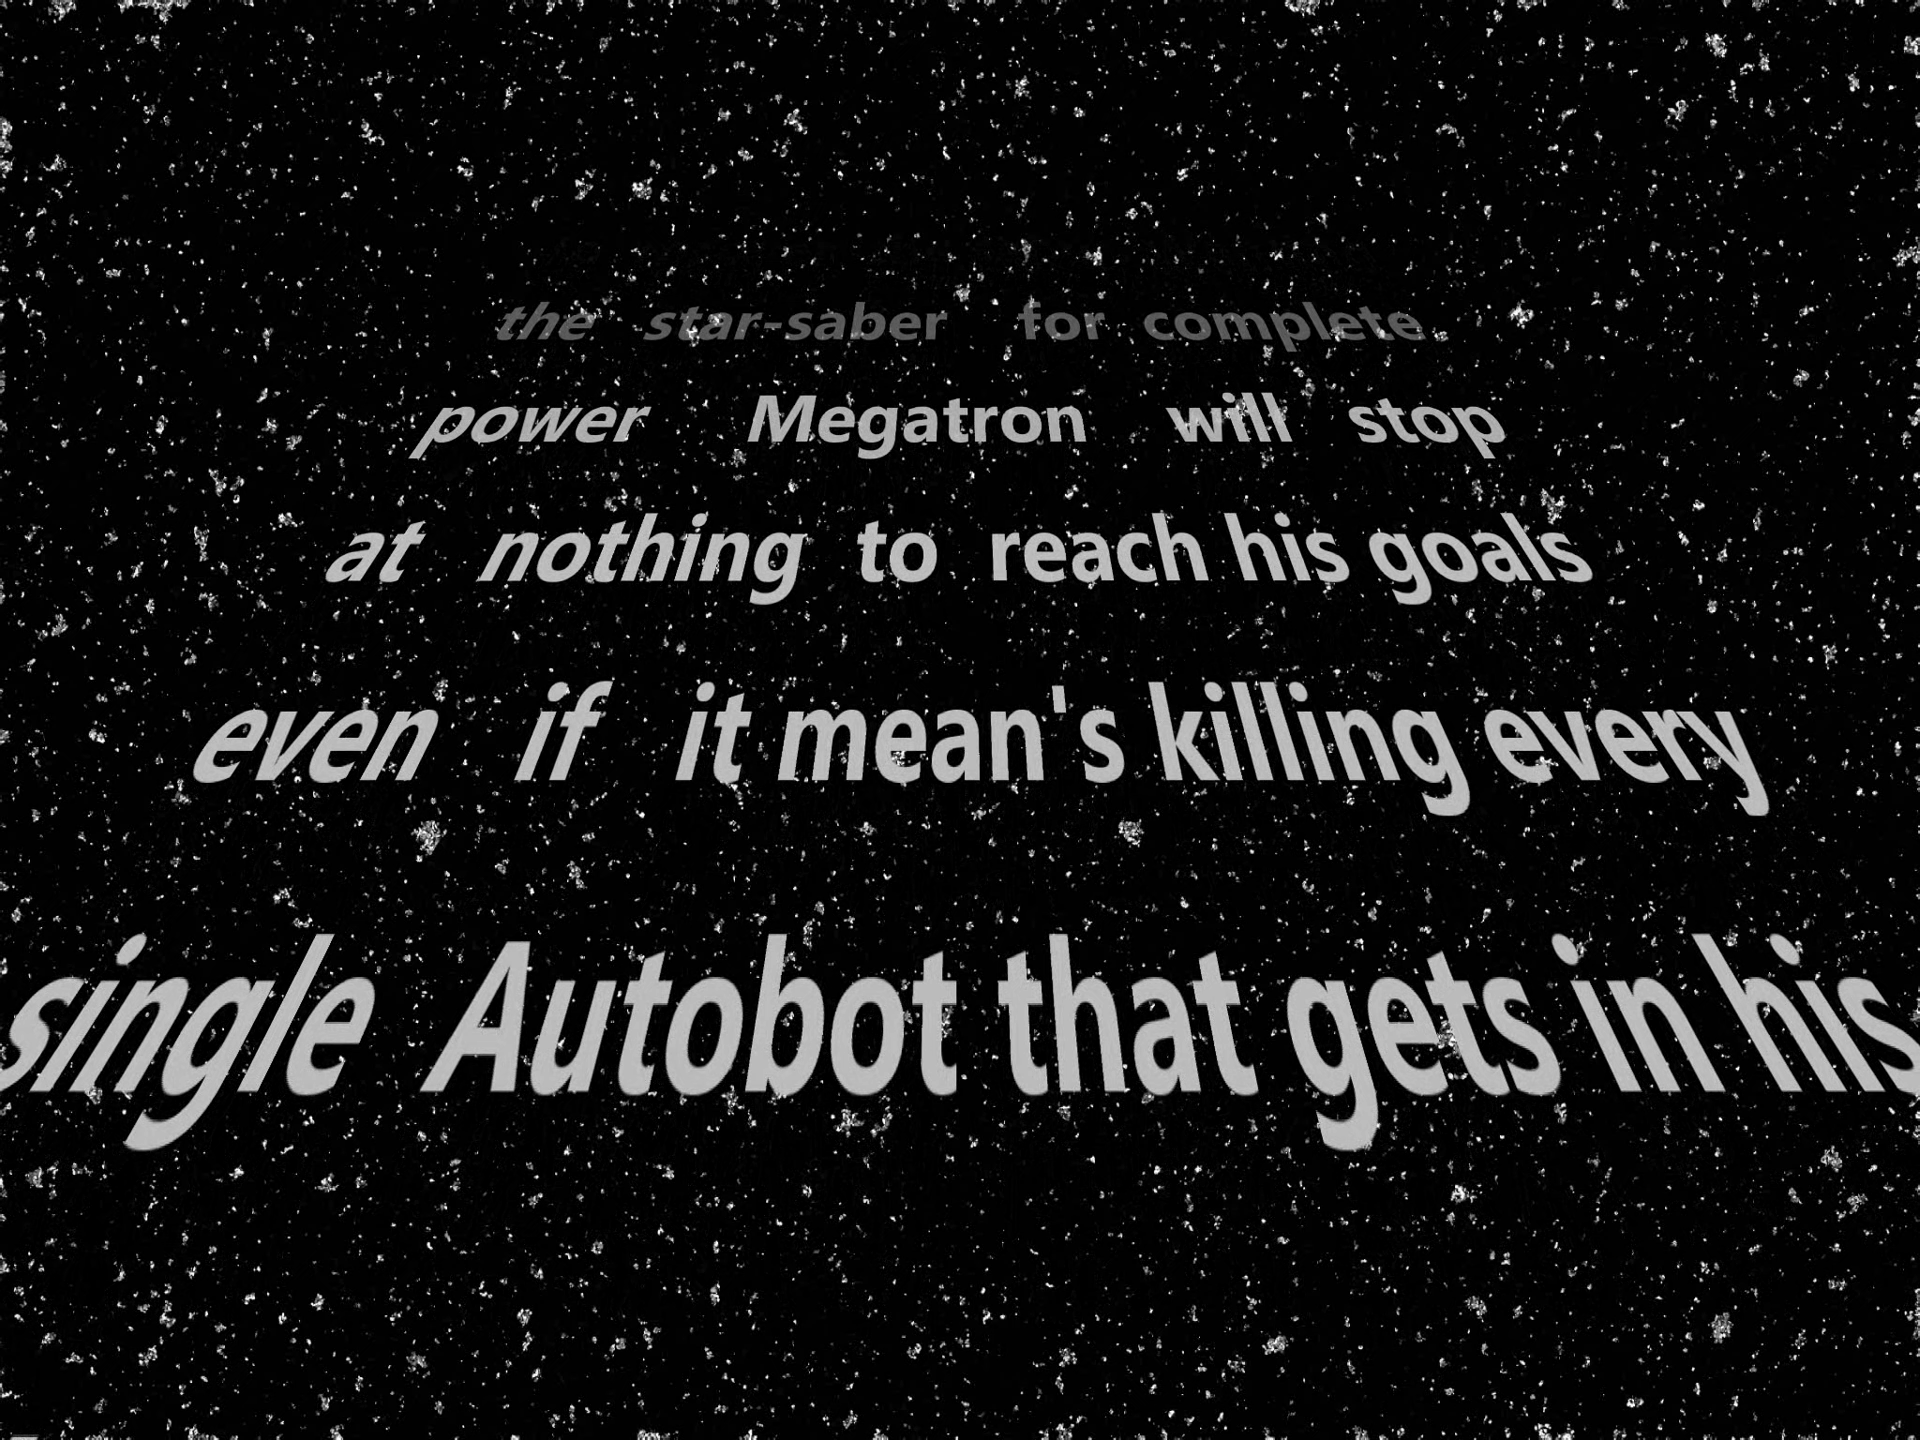 the star-saber for complete
power Megatron will stop
at nothing to reach his goals
even if it mean's killing every
single Autobot that gets in his